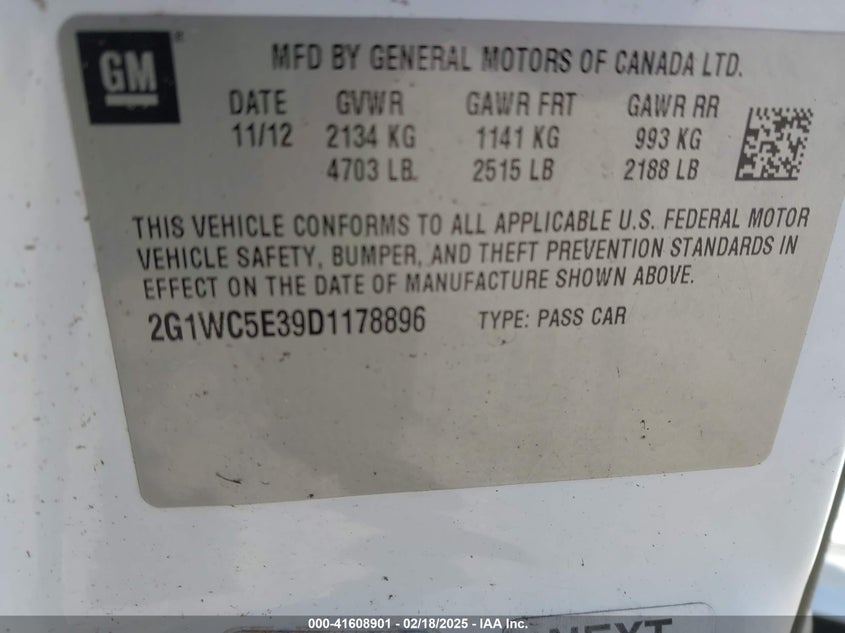 GM
MFD BY GENERAL MOTORS OF CANADA LTD.
DATE GVWR GAWR FRT GAWR RR
11/12 2134 KG 1141 KG 993 KG
4703 LB. 2515 LB 2188 LB
THIS VEHICLE CONFORMS TO ALL APPLICABLE U.S. FEDERAL MOTOR
VEHICLE SAFETY, BUMPER, AND THEFT PREVENTION STANDARDS IN
EFFECT ON THE DATE OF MANUFACTURE SHOWN ABOVE.
2G1WC5E39D1178896 TYPE: PASS CAR
NEXT
000-41608901 - 02/18/2025 - IAA Inc.